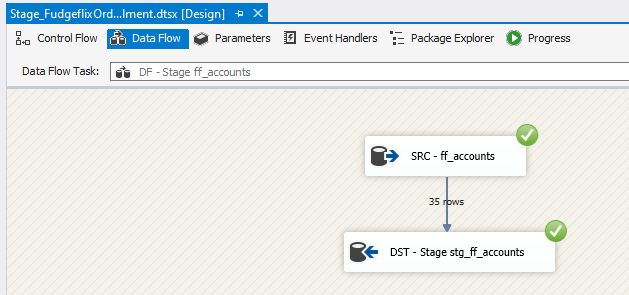 Stage_FudgeflixOrd...lment.dtsx [Design]
Control Flow Data Flow Parameters Event Handlers Package Explorer Progress
Data Flow Task: DF - Stage ff_accounts
SRC - ff_accounts
35 rows
DST - Stage stg_ff_accounts